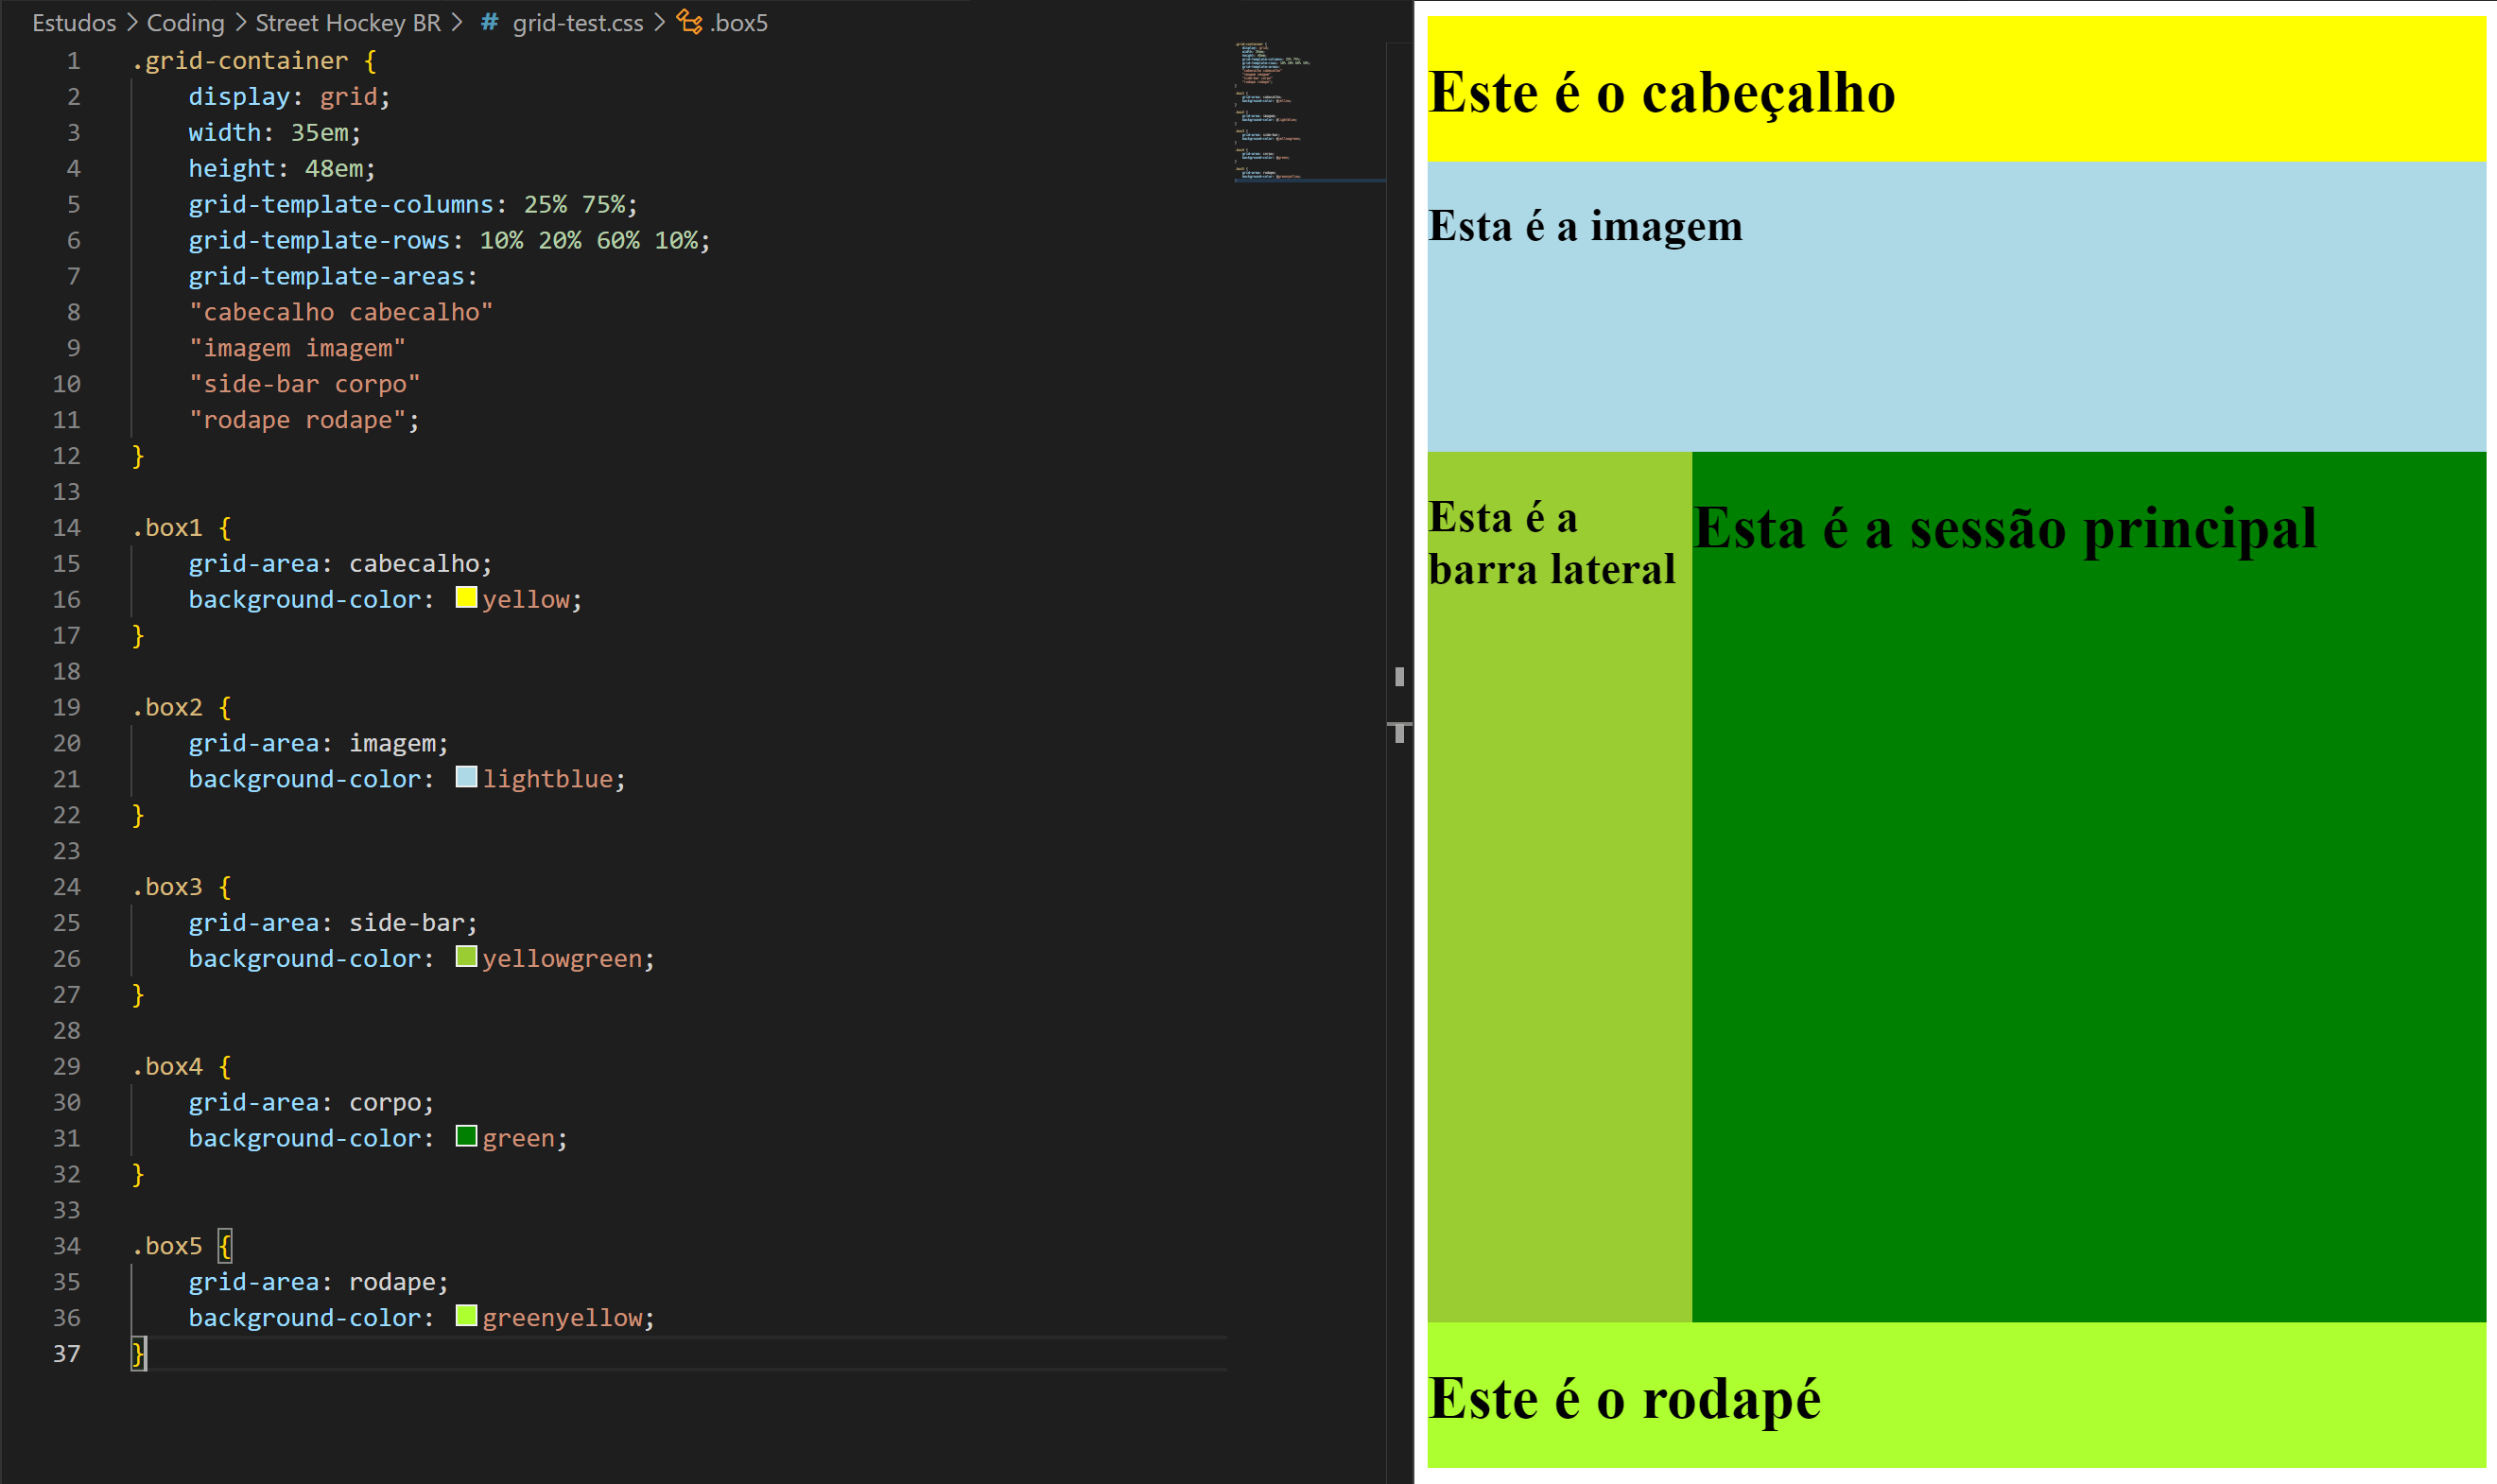 Estudos > Coding > Street Hockey BR > # grid-test.css > .box5
1 .grid-container {
2 display: grid;
3 width: 35em;
4 height: 48em;
5 grid-template-columns: 25% 75%;
6 grid-template-rows: 10% 20% 60% 10%;
7 grid-template-areas:
8 "cabecalho cabecalho"
9 "imagem imagem"
10 "side-bar corpo"
11 "rodape rodape";
12 }
13
14 .box1 {
15 grid-area: cabecalho;
16 background-color: yellow;
17 }
18
19 .box2 {
20 grid-area: imagem;
21 background-color: lightblue;
22 }
23
24 .box3 {
25 grid-area: side-bar;
26 background-color: yellowgreen;
27 }
28
29 .box4 {
30 grid-area: corpo;
31 background-color: green;
32 }
33
34 .box5 {
35 grid-area: rodape;
36 background-color: greenyellow;
37 }
Este é o cabeçalho
Esta é a imagem
Esta é a
barra lateral
Esta é a sessão principal
Este é o rodapé